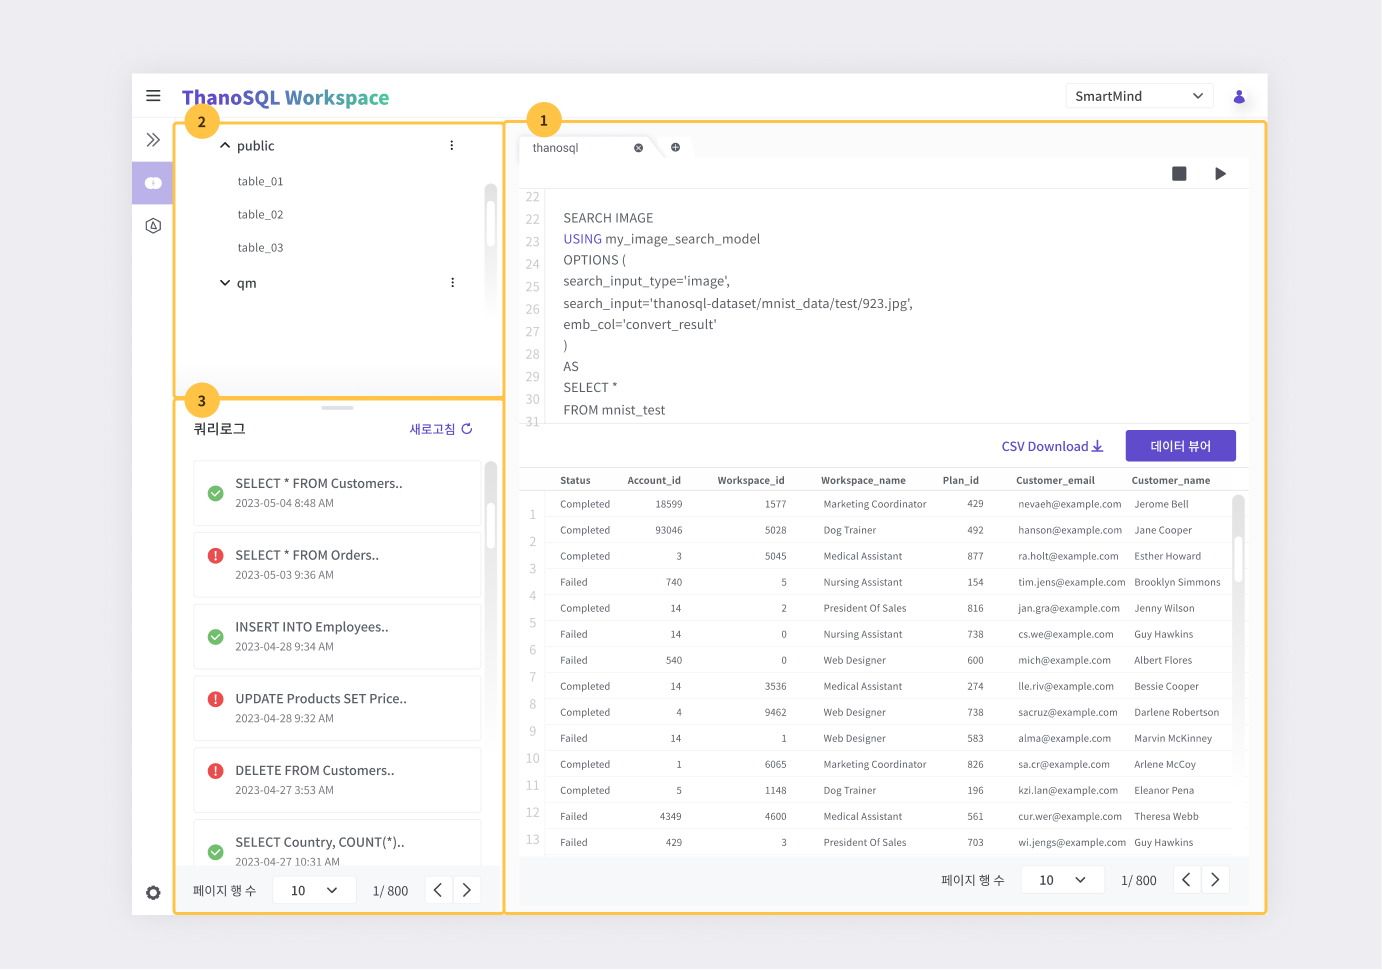 ThanoSQL Workspace
SmartMind
2
public
table_01
table_02
table_03
qm
3
쿼리로그
새로고침
SELECT * FROM Customers..
2023-05-04 8:48 AM
SELECT * FROM Orders..
2023-05-03 9:36 AM
INSERT INTO Employees..
2023-04-28 9:34 AM
UPDATE Products SET Price..
2023-04-28 9:32 AM
DELETE FROM Customers..
2023-04-27 3:53 AM
SELECT Country, COUNT(*)..
2023-04-27 10:31 AM
페이지 행 수 10 1/ 800
1
thanosql
22
22 SEARCH IMAGE
23 USING my_image_search_model
24 OPTIONS (
25 search_input_type='image',
26 search_input='thanosql-dataset/mnist_data/test/923.jpg',
27 emb_col='convert_result'
28 )
29 AS
30 SELECT *
31 FROM mnist_test
CSV Download 데이터 뷰어
Status Account_id Workspace_id Workspace_name Plan_id Customer_email Customer_name
1 Completed 18599 1577 Marketing Coordinator 429 nevaeh@example.com Jerome Bell
2 Completed 93046 5028 Dog Trainer 492 hanson@example.com Jane Cooper
3 Completed 3 5045 Medical Assistant 877 ra.holt@example.com Esther Howard
4 Failed 740 5 Nursing Assistant 154 tim.jens@example.com Brooklyn Simmons
5 Completed 14 2 President Of Sales 816 jan.gra@example.com Jenny Wilson
6 Failed 14 0 Nursing Assistant 738 cs.we@example.com Guy Hawkins
7 Failed 540 0 Web Designer 600 mich@example.com Albert Flores
8 Completed 14 3536 Medical Assistant 274 lle.riv@example.com Bessie Cooper
9 Completed 4 9462 Web Designer 738 sacruz@example.com Darlene Robertson
10 Failed 14 1 Web Designer 583 alma@example.com Marvin McKinney
11 Completed 1 6065 Marketing Coordinator 826 sa.cr@example.com Arlene McCoy
12 Completed 5 1148 Dog Trainer 196 kzi.lan@example.com Eleanor Pena
13 Failed 4349 4600 Medical Assistant 561 cur.wer@example.com Theresa Webb
Failed 429 3 President Of Sales 703 wi.jengs@example.com Guy Hawkins
페이지 행 수 10 1/ 800